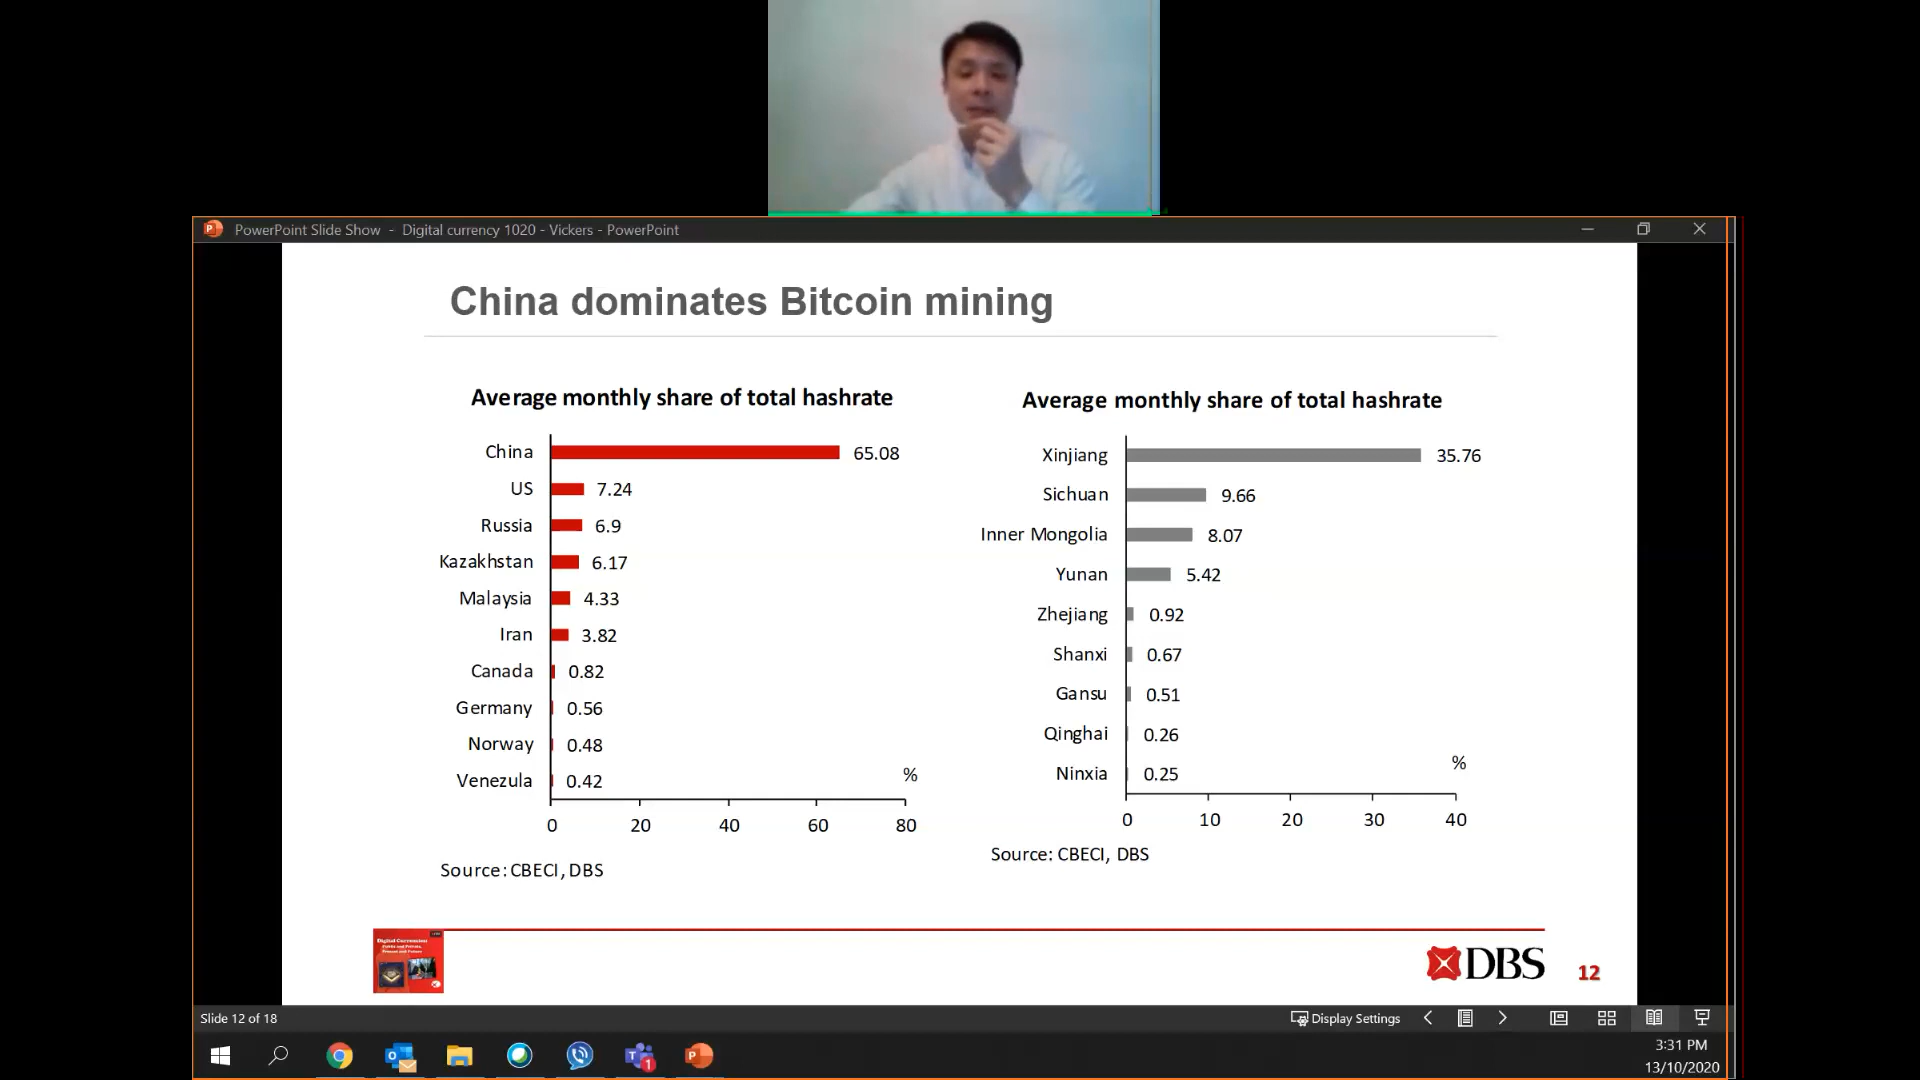 PowerPoint Slide Show - Digital currency 1020 - Vickers - PowerPoint
China dominates Bitcoin mining
Average monthly share of total hashrate
China 65.08
US 7.24
Russia 6.9
Kazakhstan 6.17
Malaysia 4.33
Iran 3.82
Canada 0.82
Germany 0.56
Norway 0.48
Venezula 0.42
%
0 20 40 60 80
Source: CBECI, DBS
Average monthly share of total hashrate
Xinjiang 35.76
Sichuan 9.66
Inner Mongolia 8.07
Yunan 5.42
Zhejiang 0.92
Shanxi 0.67
Gansu 0.51
Qinghai 0.26
Ninxia 0.25
%
0 10 20 30 40
Source: CBECI, DBS
DBS
12
Slide 12 of 18
Display Settings
3:31 PM
13/10/2020